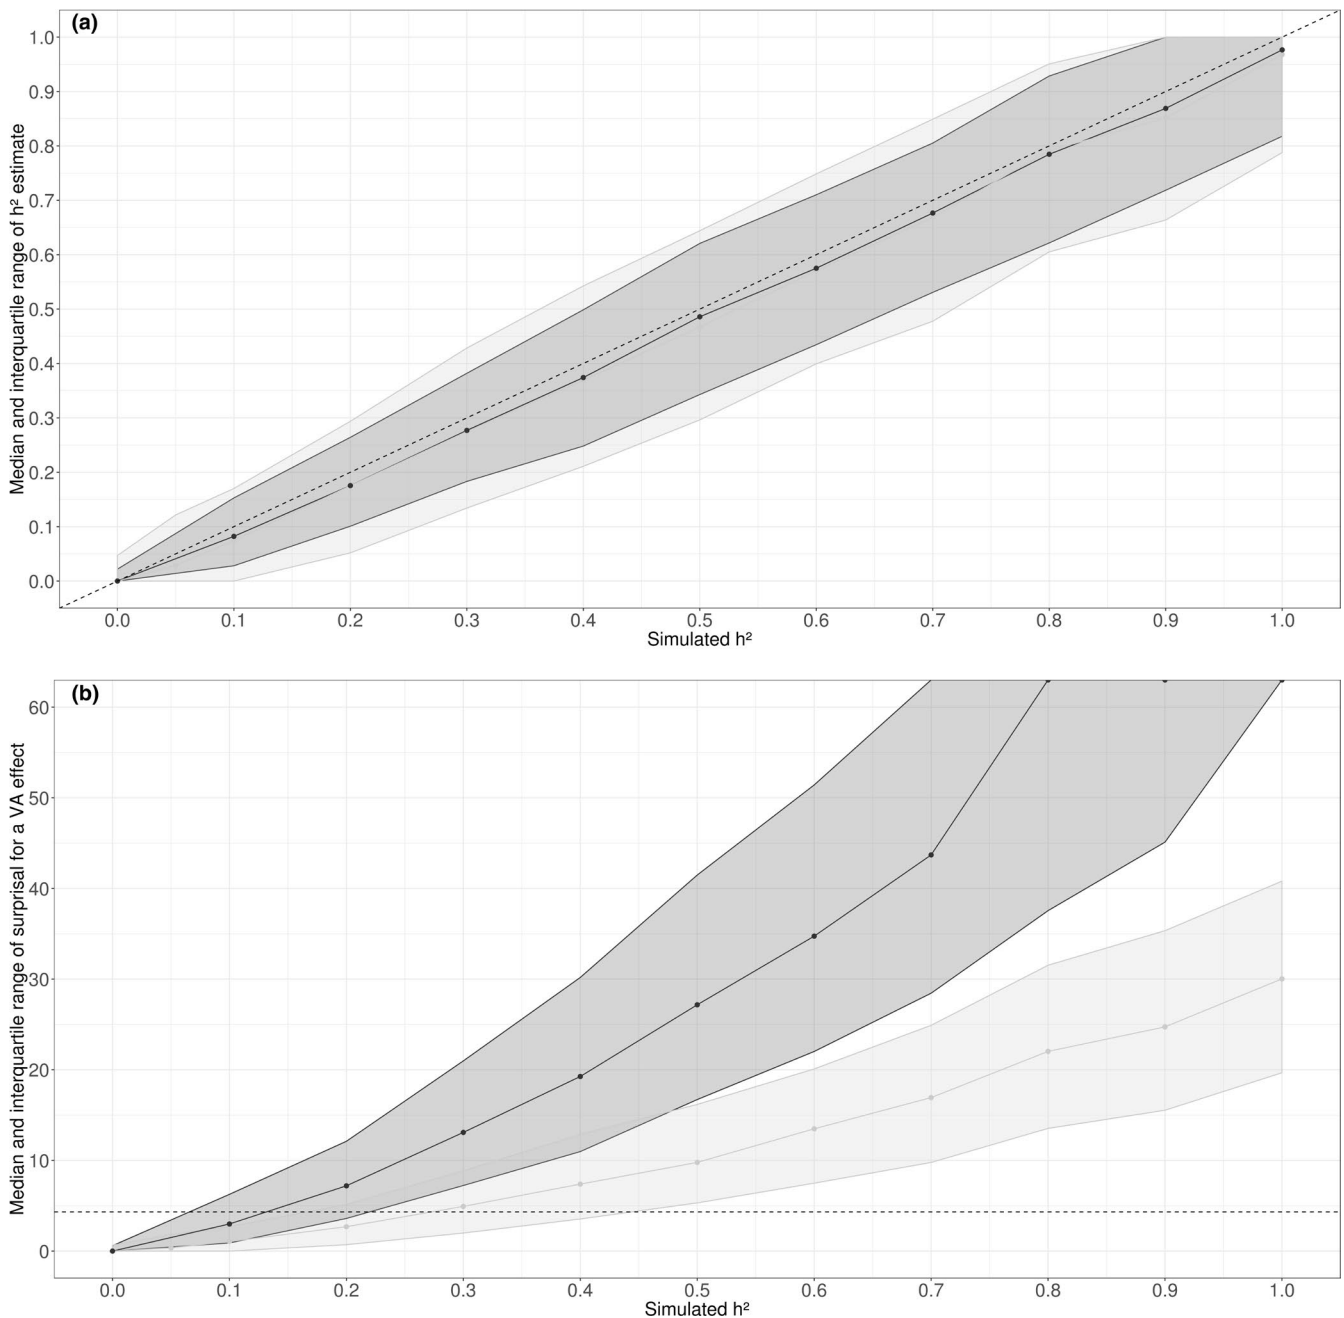 (a)
Median and interquartile range of h² estimate
1.0
0.9
0.8
0.7
0.6
0.5
0.4
0.3
0.2
0.1
0.0
0.0 0.1 0.2 0.3 0.4 0.5 0.6 0.7 0.8 0.9 1.0
Simulated h²
(b)
Median and interquartile range of surprisal for a VA effect
60
50
40
30
20
10
0
0.0 0.1 0.2 0.3 0.4 0.5 0.6 0.7 0.8 0.9 1.0
Simulated h²